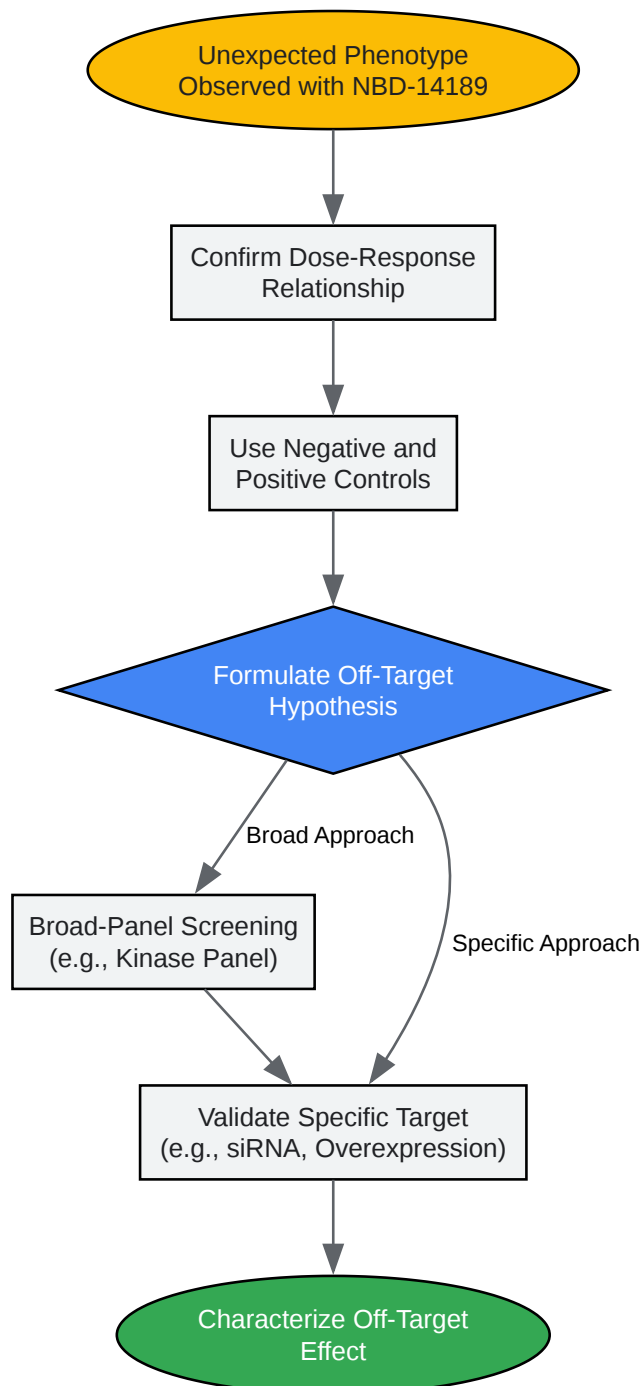 Unexpected Phenotype
Observed with NBD-14189
Confirm Dose-Response
Relationship
Use Negative and
Positive Controls
Formulate Off-Target
Hypothesis
Broad Approach
Broad-Panel Screening
(e.g., Kinase Panel)
Specific Approach
Validate Specific Target
(e.g., siRNA, Overexpression)
Characterize Off-Target
Effect